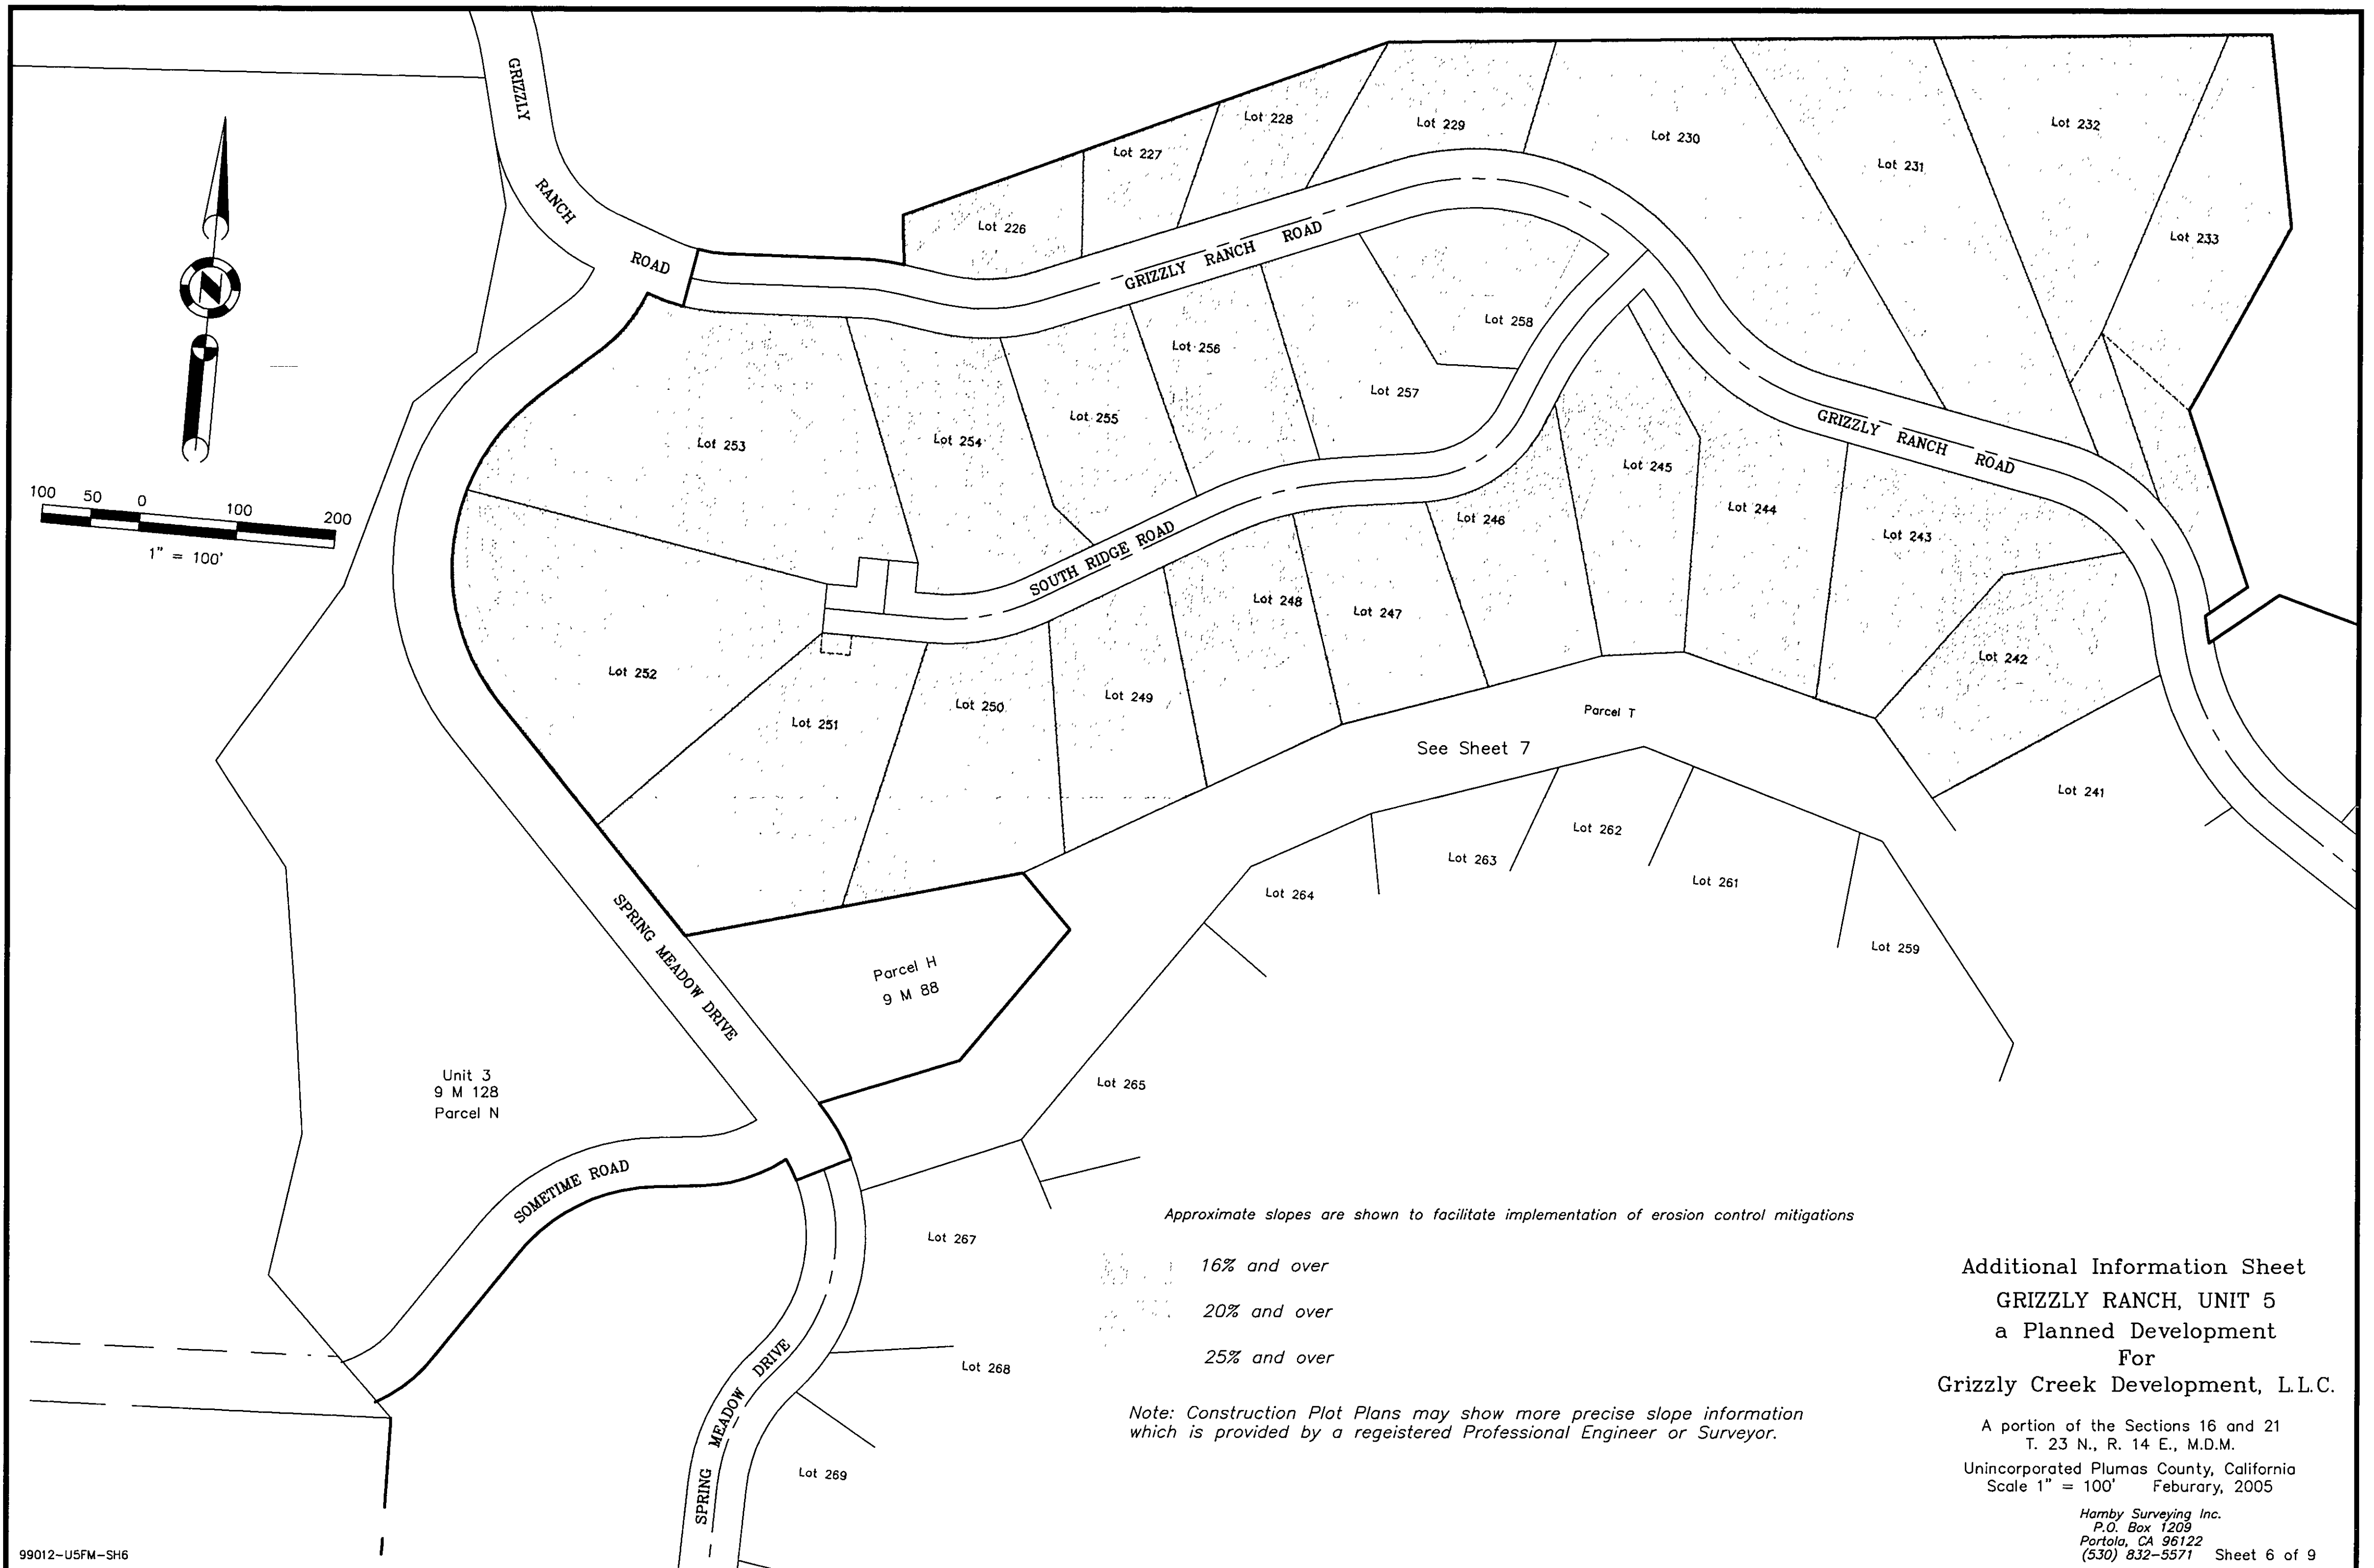 GRIZZLY
RANCH
ROAD
Lot 226
Lot 227
Lot 228
Lot 229
Lot 230
Lot 231
Lot 232
Lot 233
GRIZZLY RANCH ROAD
N
100 50 0 100 200
1" = 100'
Lot 253
Lot 254
Lot 255
Lot 256
Lot 257
Lot 258
GRIZZLY RANCH ROAD
SOUTH RIDGE ROAD
Lot 252
Lot 251
Lot 250
Lot 249
Lot 248
Lot 247
Lot 246
Lot 245
Lot 244
Lot 243
Lot 242
Lot 241
Parcel T
See Sheet 7
Lot 264
Lot 263
Lot 262
Lot 261
Lot 259
SPRING MEADOW DRIVE
Parcel H
9 M 88
Unit 3
9 M 128
Parcel N
Lot 265
SOMETIME ROAD
Lot 267
Lot 268
Lot 269
SPRING MEADOW DRIVE
Approximate slopes are shown to facilitate implementation of erosion control mitigations
16% and over
20% and over
25% and over
Note: Construction Plot Plans may show more precise slope information
which is provided by a regeistered Professional Engineer or Surveyor.
Additional Information Sheet
GRIZZLY RANCH, UNIT 5
a Planned Development
For
Grizzly Creek Development, L.L.C.
A portion of the Sections 16 and 21
T. 23 N., R. 14 E., M.D.M.
Unincorporated Plumas County, California
Scale 1" = 100' Feburary, 2005
Hamby Surveying Inc.
P.O. Box 1209
Portola, CA 96122
(530) 832-5571 Sheet 6 of 9
99012-U5FM-SH6